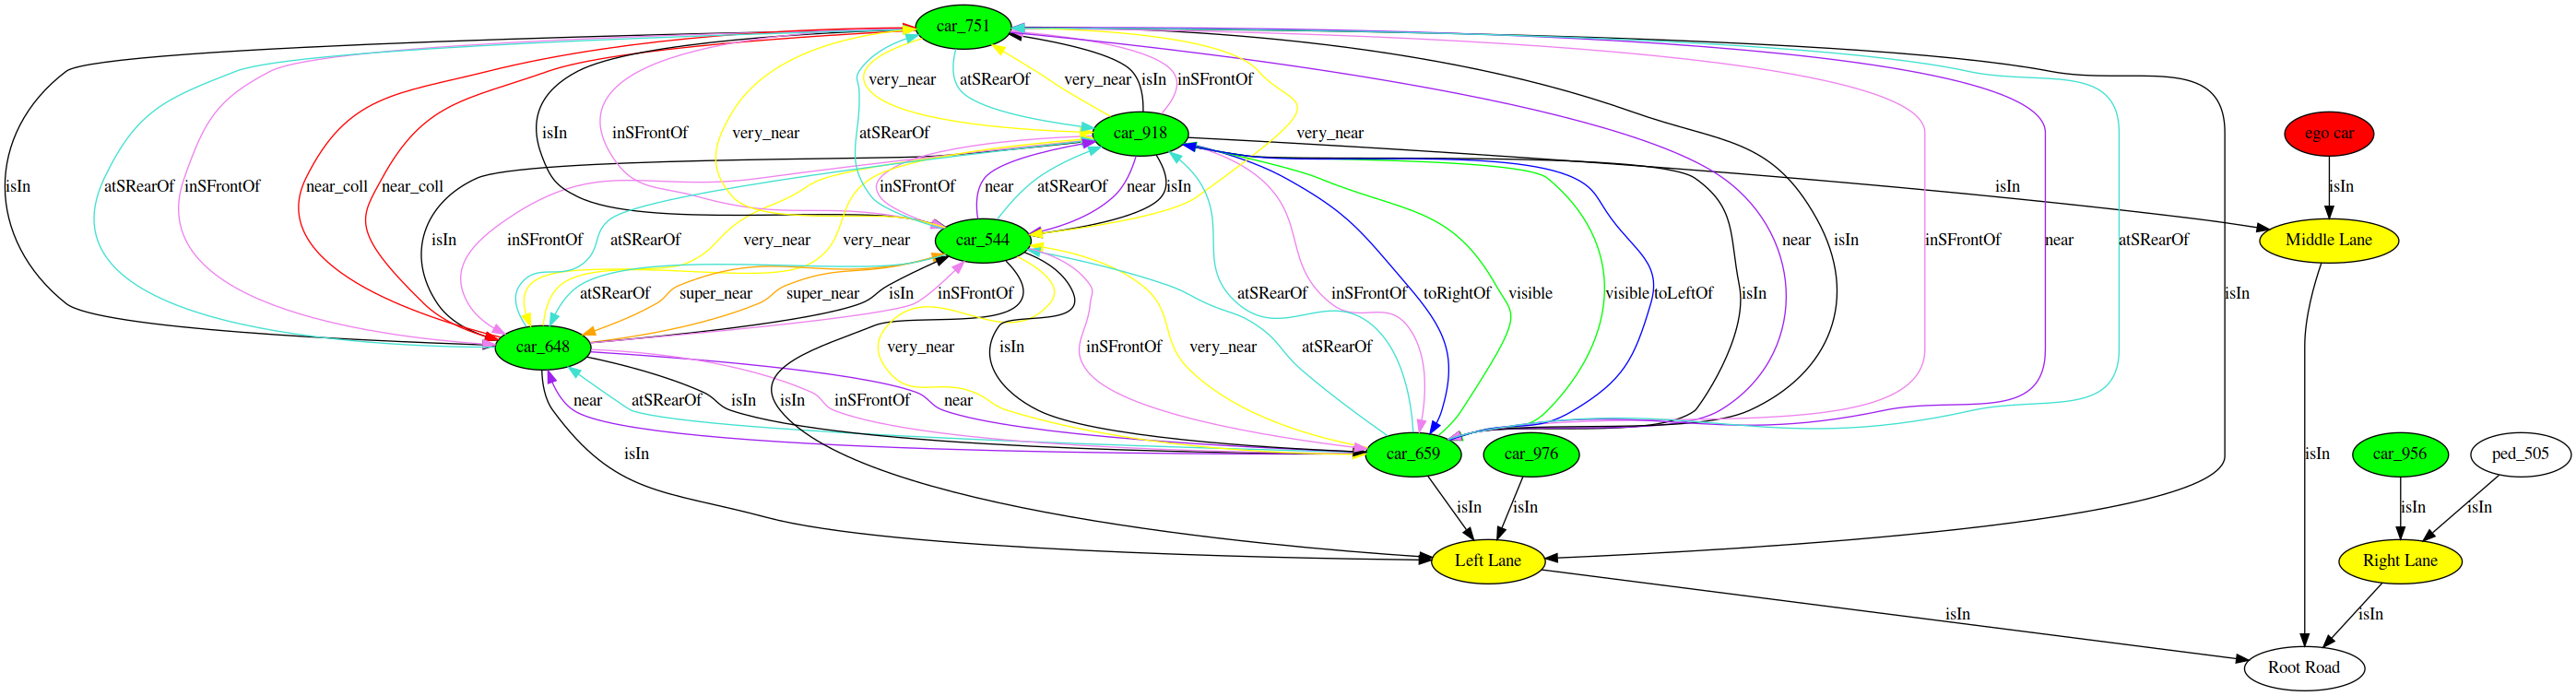 car_751
very_near atSRearOf very_near isIn inSFrontOf
isIn inSFrontOf very_near atSRearOf car_918 very_near ego car
isIn atSRearOf inSFrontOf near_coll near_coll inSFrontOf near atSRearOf near isIn isIn isIn
isIn inSFrontOf atSRearOf very_near very_near car_544 near isIn inSFrontOf near atSRearOf Middle Lane
atSRearOf super_near super_near isIn inSFrontOf atSRearOf inSFrontOf toRightOf visible visible toLeftOf isIn isIn
car_648 very_near isIn inSFrontOf very_near atSRearOf
near atSRearOf isIn isIn inSFrontOf near
isIn car_659 car_976 isIn car_956 ped_505
isIn isIn isIn isIn
Left Lane Right Lane
isIn isIn
Root Road